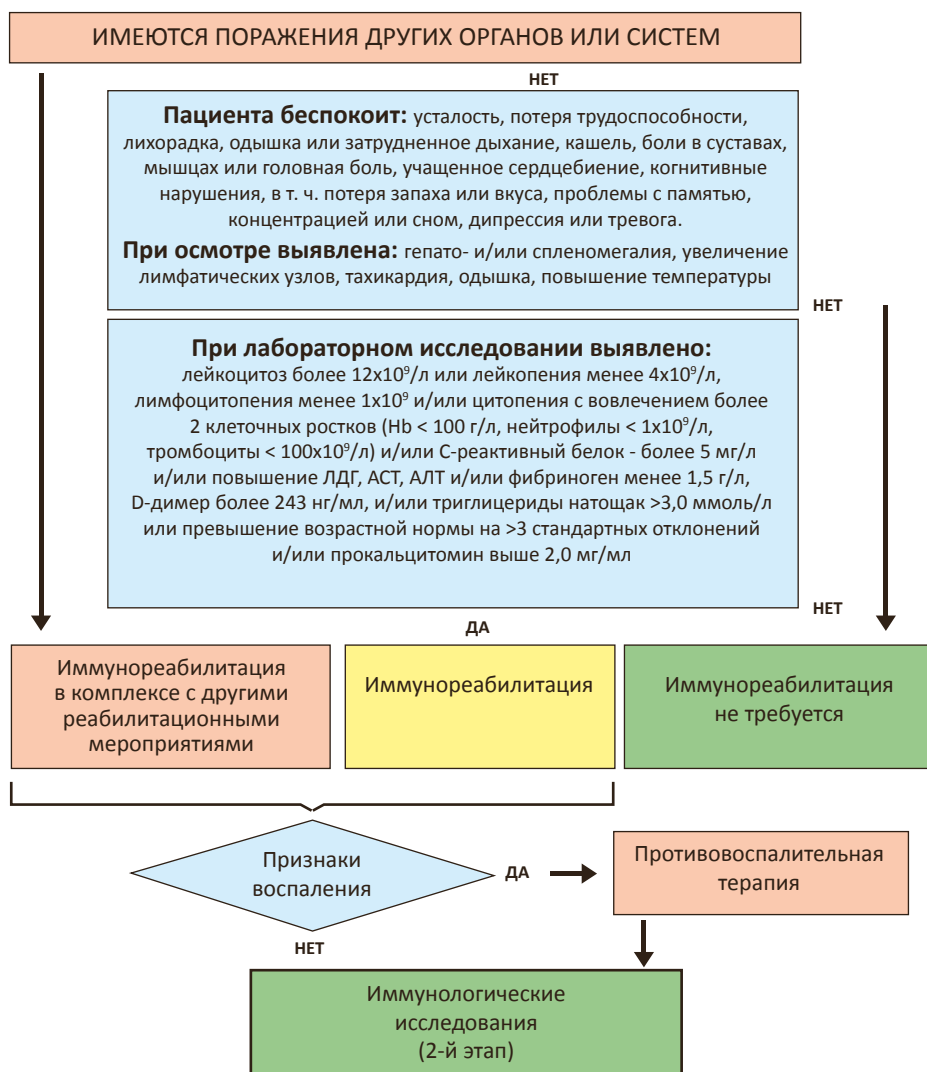 ИМЕЮТСЯ ПОРАЖЕНИЯ ДРУГИХ ОРГАНОВ ИЛИ СИСТЕМ
НЕТ
Пациента беспокоит: усталость, потеря трудоспособности,
лихорадка, одышка или затрудненное дыхание, кашель, боли в суставах,
мышцах или головная боль, учащенное сердцебиение, когнитивные
нарушения, в т. ч. потеря запаха или вкуса, проблемы с памятью,
концентрацией или сном, дипрессия или тревога.
При осмотре выявлена: гепато- и/или спленомегалия, увеличение
лимфатических узлов, тахикардия, одышка, повышение температуры
НЕТ
При лабораторном исследовании выявлено:
лейкоцитоз более 12х10⁹/л или лейкопения менее 4х10⁹/л,
лимфоцитопения менее 1х10⁹ и/или цитопения с вовлечением более
2 клеточных ростков (Hb < 100 г/л, нейтрофилы < 1х10⁹/л,
тромбоциты < 100х10⁹/л) и/или С-реактивный белок - более 5 мг/л
и/или повышение ЛДГ, АСТ, АЛТ и/или фибриноген менее 1,5 г/л,
D-димер более 243 нг/мл, и/или триглицериды натощак >3,0 ммоль/л
или превышение возрастной нормы на >3 стандартных отклонений
и/или прокальцитомин выше 2,0 мг/мл
НЕТ
ДА
Иммунореабилитация
в комплексе с другими
реабилитационными
мероприятиями
Иммунореабилитация
Иммунореабилитация
не требуется
Признаки
воспаления
ДА
Противовоспалительная
терапия
НЕТ
Иммунологические
исследования
(2-й этап)